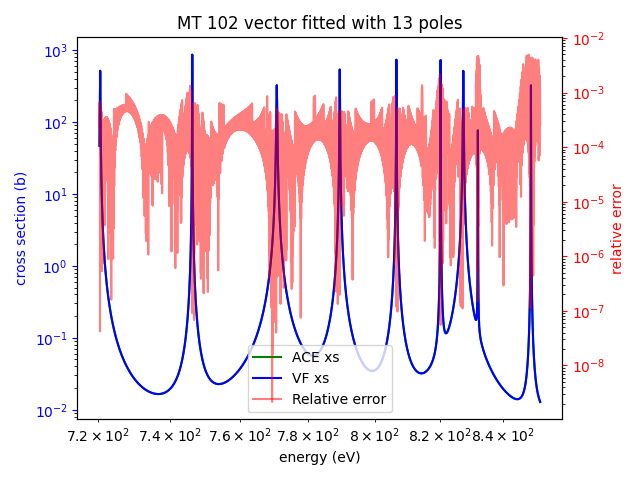 MT 102 vector fitted with 13 poles
cross section (b)
10³
10²
10¹
10⁰
10⁻¹
10⁻²
10⁻²
10⁻³
10⁻⁴
10⁻⁵
10⁻⁶
10⁻⁷
10⁻⁸
relative error
ACE xs
VF xs
Relative error
7.2 × 10² 7.4 × 10² 7.6 × 10² 7.8 × 10² 8 × 10² 8.2 × 10² 8.4 × 10²
energy (eV)